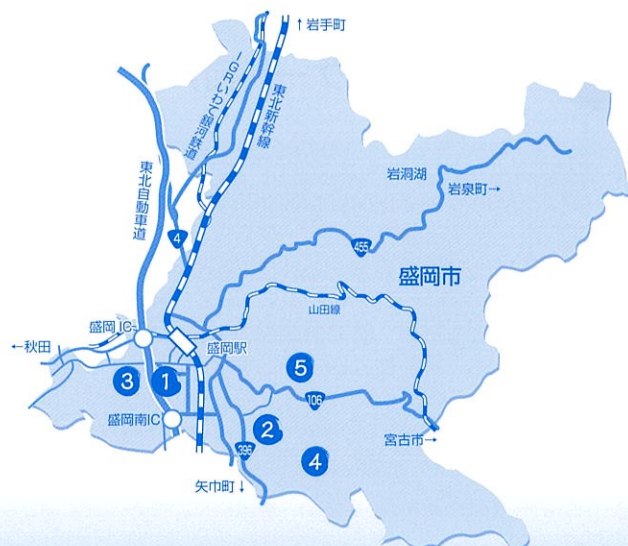 ↑岩手町
IGRいわて銀河鉄道
東北新幹線
東北自動車道
4
岩洞湖
岩泉町→
455
盛岡市
山田線
盛岡IC
←秋田
盛岡駅
5
3
1
106
盛岡南IC
2
宮古市→
396
4
矢巾町↓